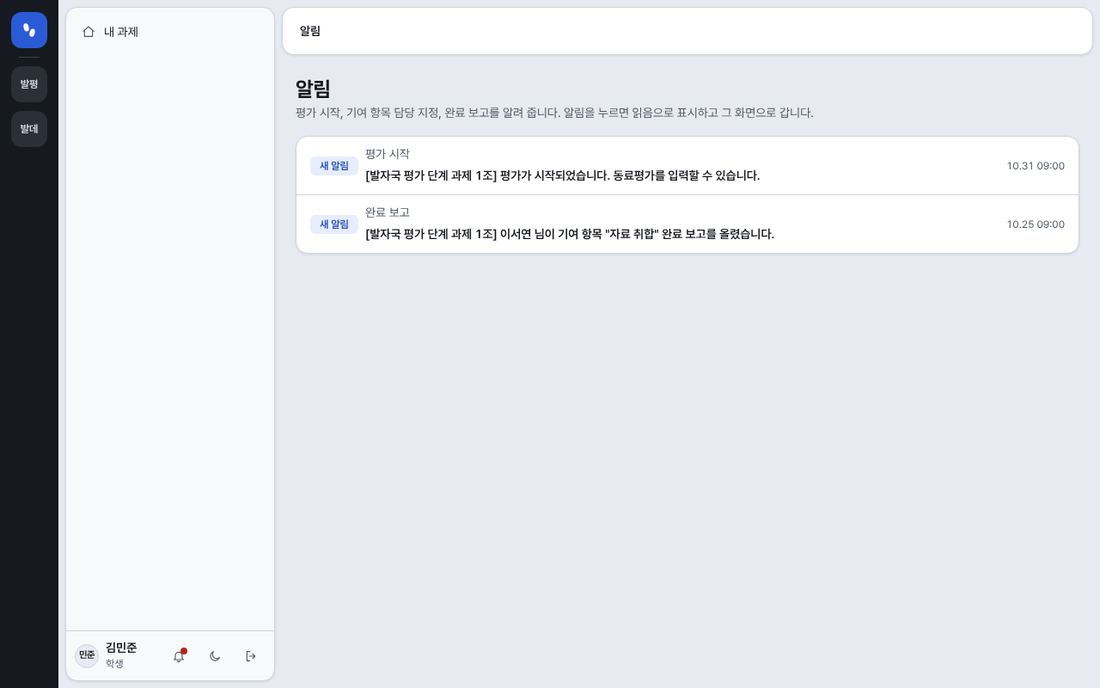 내 과제
발평
발데
민준
김민준
학생
알림
알림
평가 시작, 기여 항목 담당 지정, 완료 보고를 알려 줍니다. 알림을 누르면 읽음으로 표시하고 그 화면으로 갑니다.
새 알림
평가 시작
[발자국 평가 단계 과제 1조] 평가가 시작되었습니다. 동료평가를 입력할 수 있습니다.
10.31 09:00
새 알림
완료 보고
[발자국 평가 단계 과제 1조] 이서연 님이 기여 항목 "자료 취합" 완료 보고를 올렸습니다.
10.25 09:00